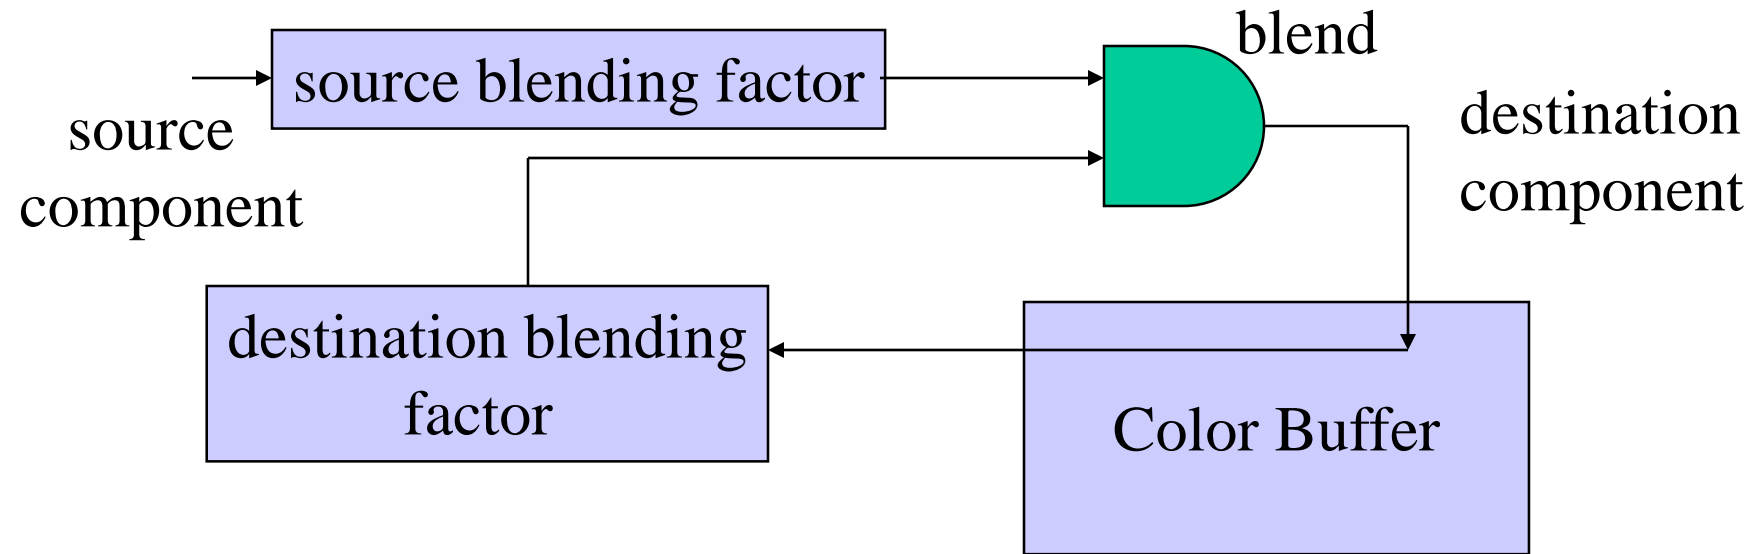 blend
source blending factor
source
component
destination
component
destination blending
factor
Color Buffer